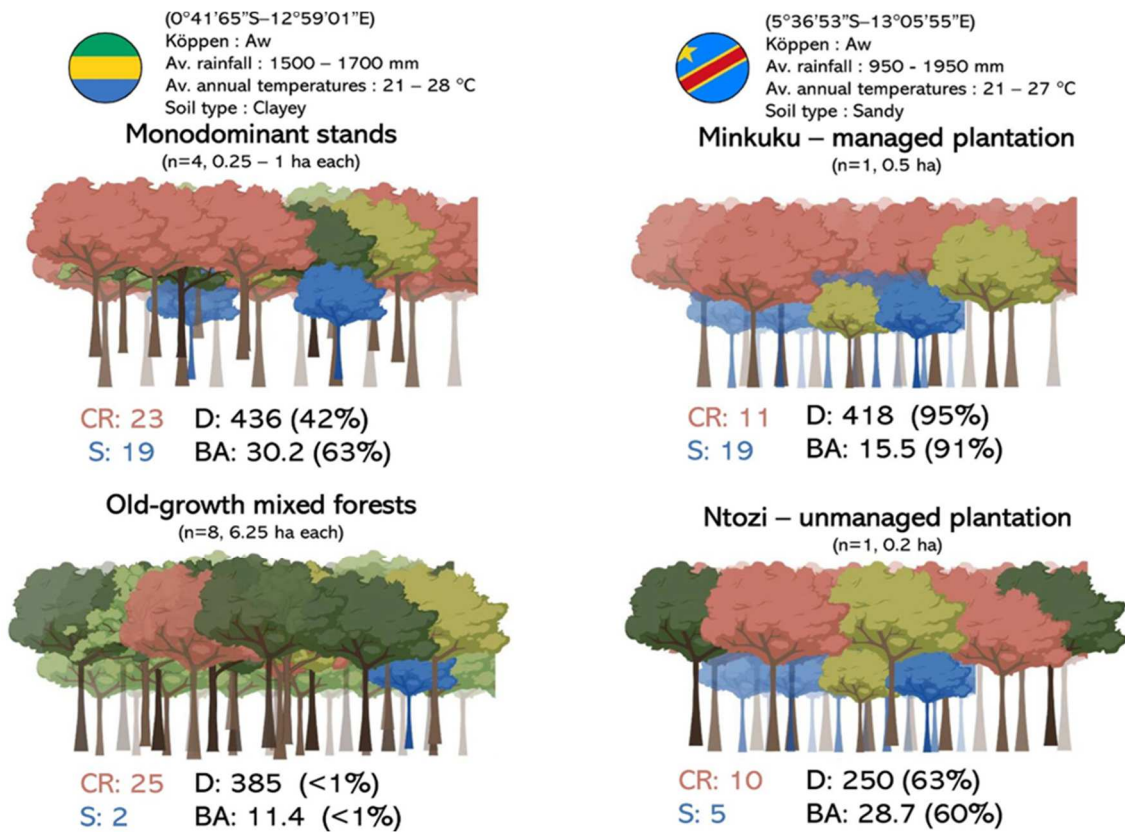 (0°41’65”S–12°59’01”E)
Köppen : Aw
Av. rainfall : 1500 – 1700 mm
Av. annual temperatures : 21 – 28 °C
Soil type : Clayey
Monodominant stands
(n=4, 0.25 – 1 ha each)
CR: 23 D: 436 (42%)
S: 19 BA: 30.2 (63%)
Old-growth mixed forests
(n=8, 6.25 ha each)
CR: 25 D: 385 (<1%)
S: 2 BA: 11.4 (<1%)
(5°36’53”S–13°05’55”E)
Köppen : Aw
Av. rainfall : 950 - 1950 mm
Av. annual temperatures : 21 – 27 °C
Soil type : Sandy
Minkuku – managed plantation
(n=1, 0.5 ha)
CR: 11 D: 418 (95%)
S: 19 BA: 15.5 (91%)
Ntozi – unmanaged plantation
(n=1, 0.2 ha)
CR: 10 D: 250 (63%)
S: 5 BA: 28.7 (60%)